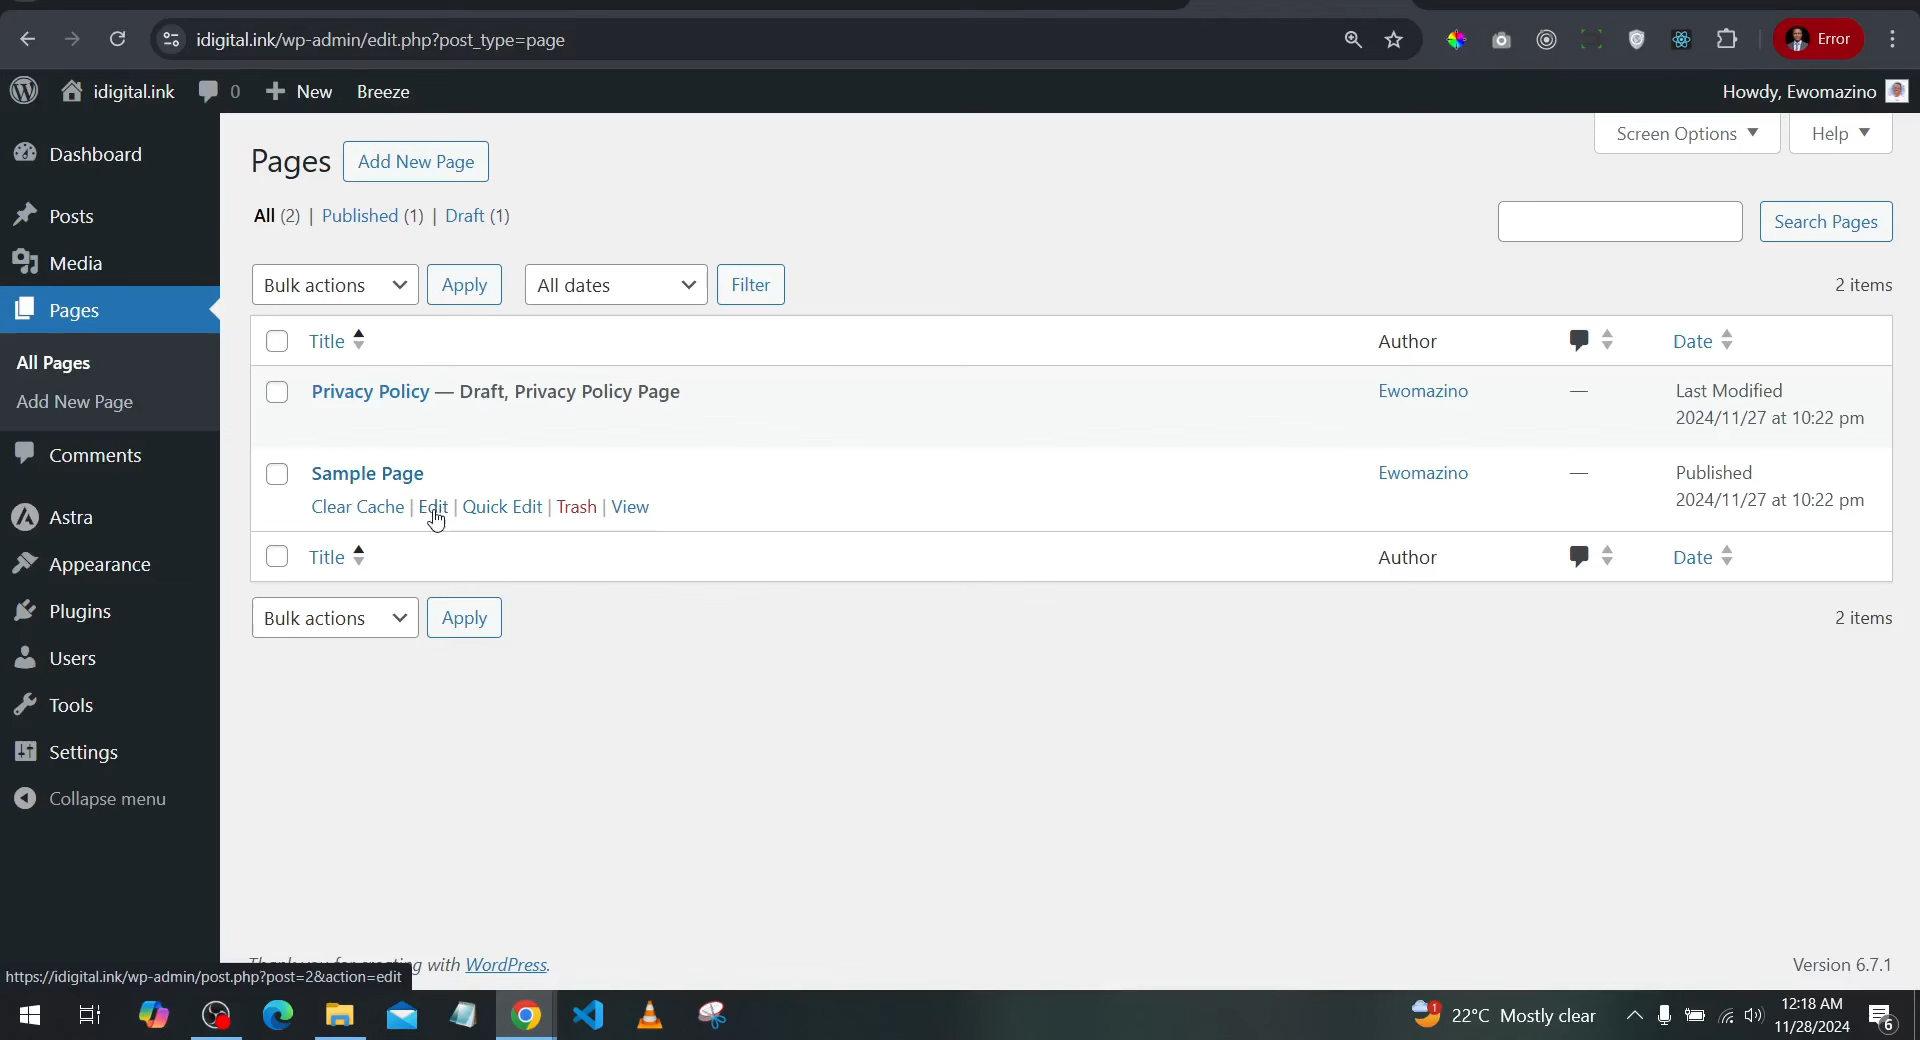 idigital.ink/wp-admin/edit.php?post_type=page
Error
idigital.ink 0 New Breeze
Howdy, Ewomazino
Dashboard
Posts
Media
Pages
All Pages
Add New Page
Comments
Astra
Appearance
Plugins
Users
Tools
Settings
Collapse menu
Screen Options Help
Pages Add New Page
All (2) | Published (1) | Draft (1)
Search Pages
Bulk actions Apply All dates Filter 2 items
Title Author Date
Privacy Policy — Draft, Privacy Policy Page Ewomazino — Last Modified
2024/11/27 at 10:22 pm
Sample Page Ewomazino — Published
Clear Cache | Edit | Quick Edit | Trash | View 2024/11/27 at 10:22 pm
Title Author Date
Bulk actions Apply 2 items
Thank you for creating with WordPress. Version 6.7.1
https://idigital.ink/wp-admin/post.php?post=2&action=edit
1 22°C Mostly clear
12:18 AM
11/28/2024
6